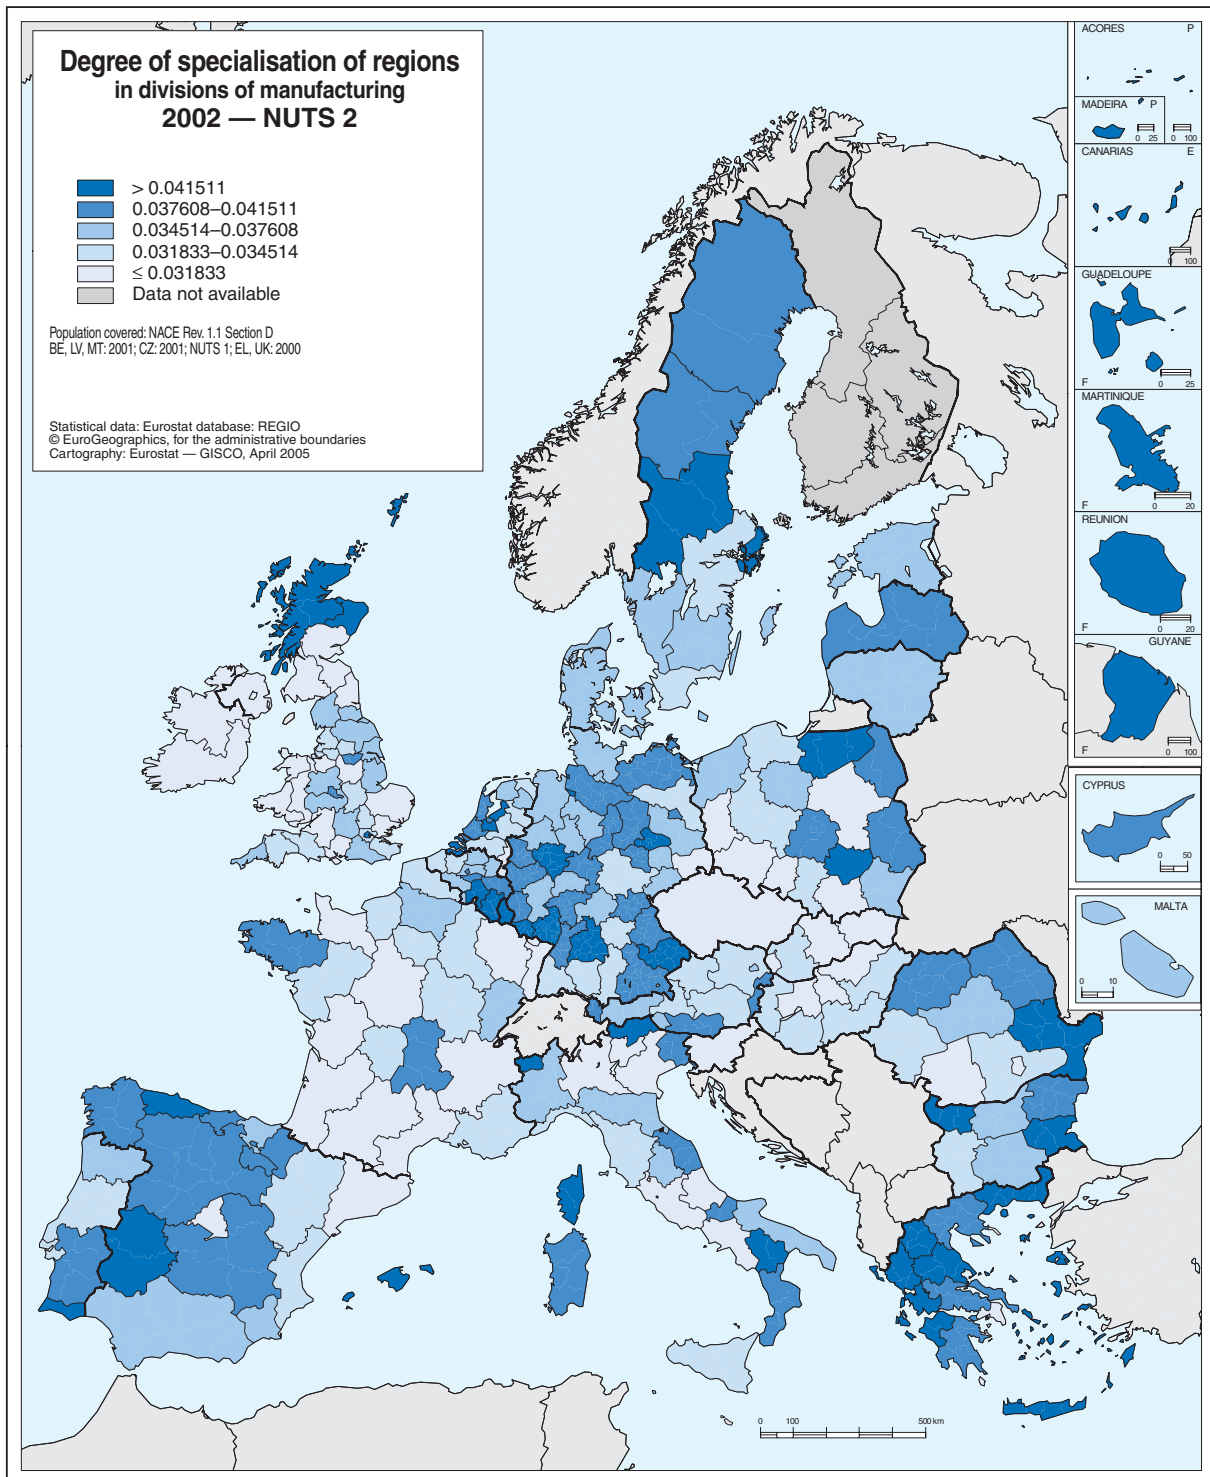 Degree of specialisation of regions
in divisions of manufacturing
2002 — NUTS 2
> 0.041511
0.037608–0.041511
0.034514–0.037608
0.031833–0.034514
≤ 0.031833
Data not available
Population covered: NACE Rev. 1.1 Section D
BE, LV, MT: 2001; CZ: 2001; NUTS 1; EL, UK: 2000
Statistical data: Eurostat database: REGIO
© EuroGeographics, for the administrative boundaries
Cartography: Eurostat — GISCO, April 2005
ACORES P
MADEIRA P
0 25 0 100
CANARIAS E
0 100
GUADELOUPE
F 0 25
MARTINIQUE
F 0 20
REUNION
F 0 20
GUYANE
F 0 100
CYPRUS
0 50
MALTA
0 10
0 100 500 km